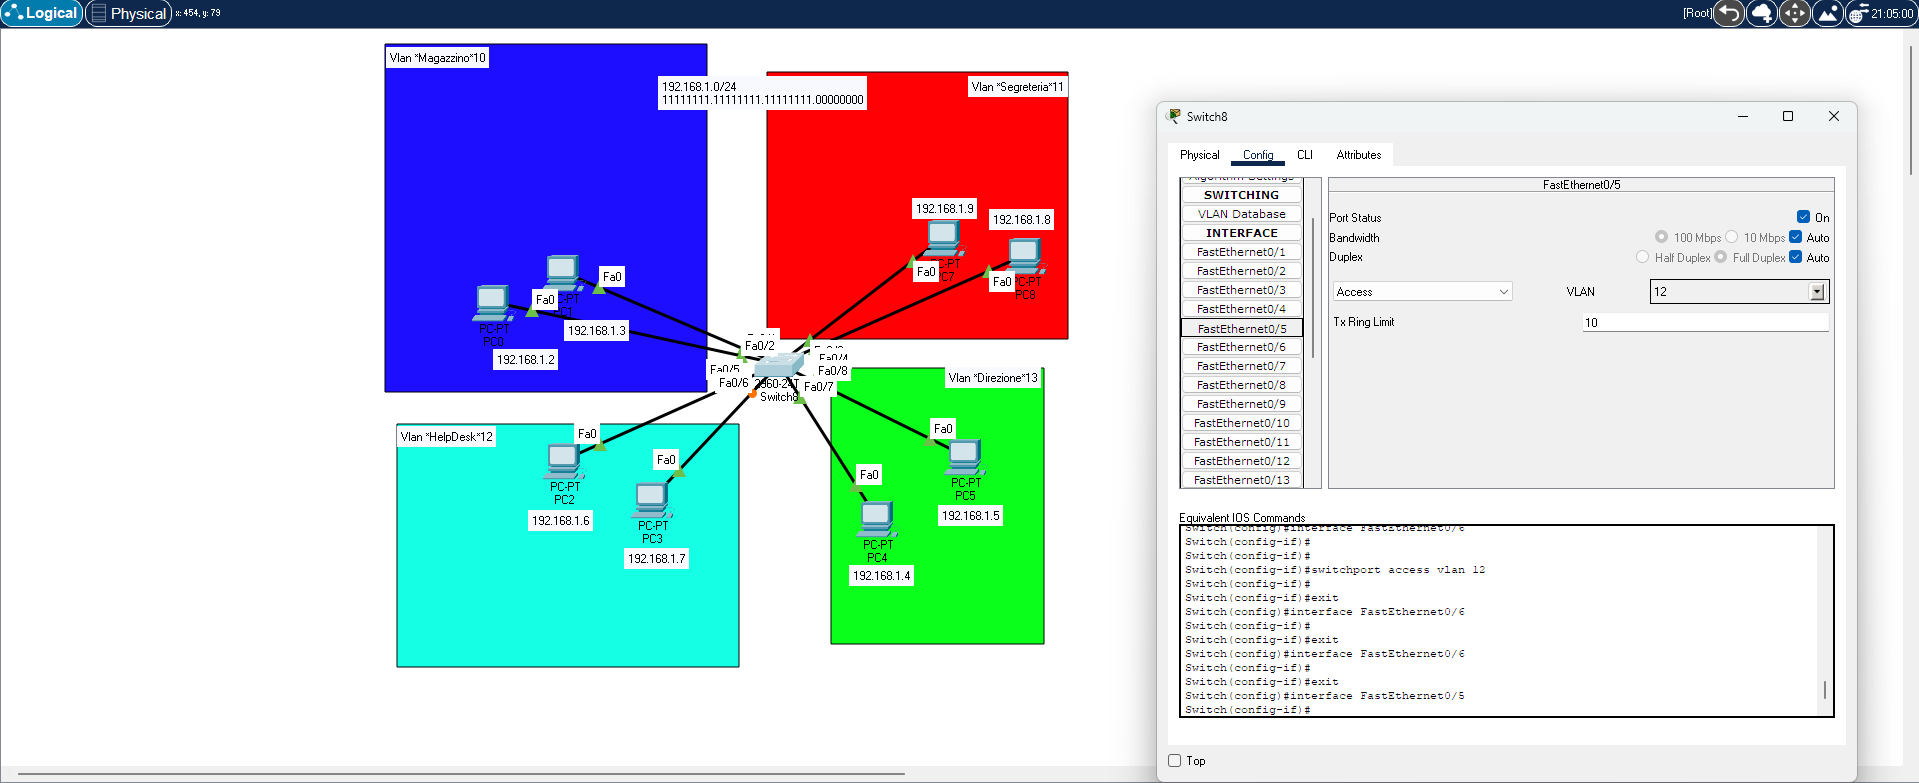 Logical
Physical
x: 454, y: 79
[Root]
21:05:00
Vlan *Magazzino*10
192.168.1.0/24
11111111.11111111.11111111.00000000
Vlan *Segreteria*11
192.168.1.9
192.168.1.8
Fa0
PC7
Fa0
PC-PT
PC8
Fa0
Fa0
PC-PT
PC1
PC-PT
PC0
192.168.1.3
192.168.1.2
Fa0/2
Fa0/4
Fa0/5
Fa0/8
Fa0/6
2960-24T
Fa0/7
Switch8
Vlan *Direzione*13
Vlan *HelpDesk*12
Fa0
PC-PT
PC2
192.168.1.6
Fa0
PC-PT
PC3
192.168.1.7
Fa0
PC-PT
PC5
192.168.1.5
Fa0
PC-PT
PC4
192.168.1.4
Switch8
Physical
Config
CLI
Attributes
Algorithm Settings
SWITCHING
VLAN Database
INTERFACE
FastEthernet0/1
FastEthernet0/2
FastEthernet0/3
FastEthernet0/4
FastEthernet0/5
FastEthernet0/6
FastEthernet0/7
FastEthernet0/8
FastEthernet0/9
FastEthernet0/10
FastEthernet0/11
FastEthernet0/12
FastEthernet0/13
FastEthernet0/5
Port Status
On
Bandwidth
100 Mbps
10 Mbps
Auto
Duplex
Half Duplex
Full Duplex
Auto
Access
VLAN
12
Tx Ring Limit
10
Equivalent IOS Commands
Switch(config)#interface FastEthernet0/6
Switch(config-if)#
Switch(config-if)#
Switch(config-if)#switchport access vlan 12
Switch(config-if)#
Switch(config-if)#exit
Switch(config)#interface FastEthernet0/6
Switch(config-if)#
Switch(config-if)#exit
Switch(config)#interface FastEthernet0/6
Switch(config-if)#
Switch(config-if)#exit
Switch(config)#interface FastEthernet0/5
Switch(config-if)#
Top